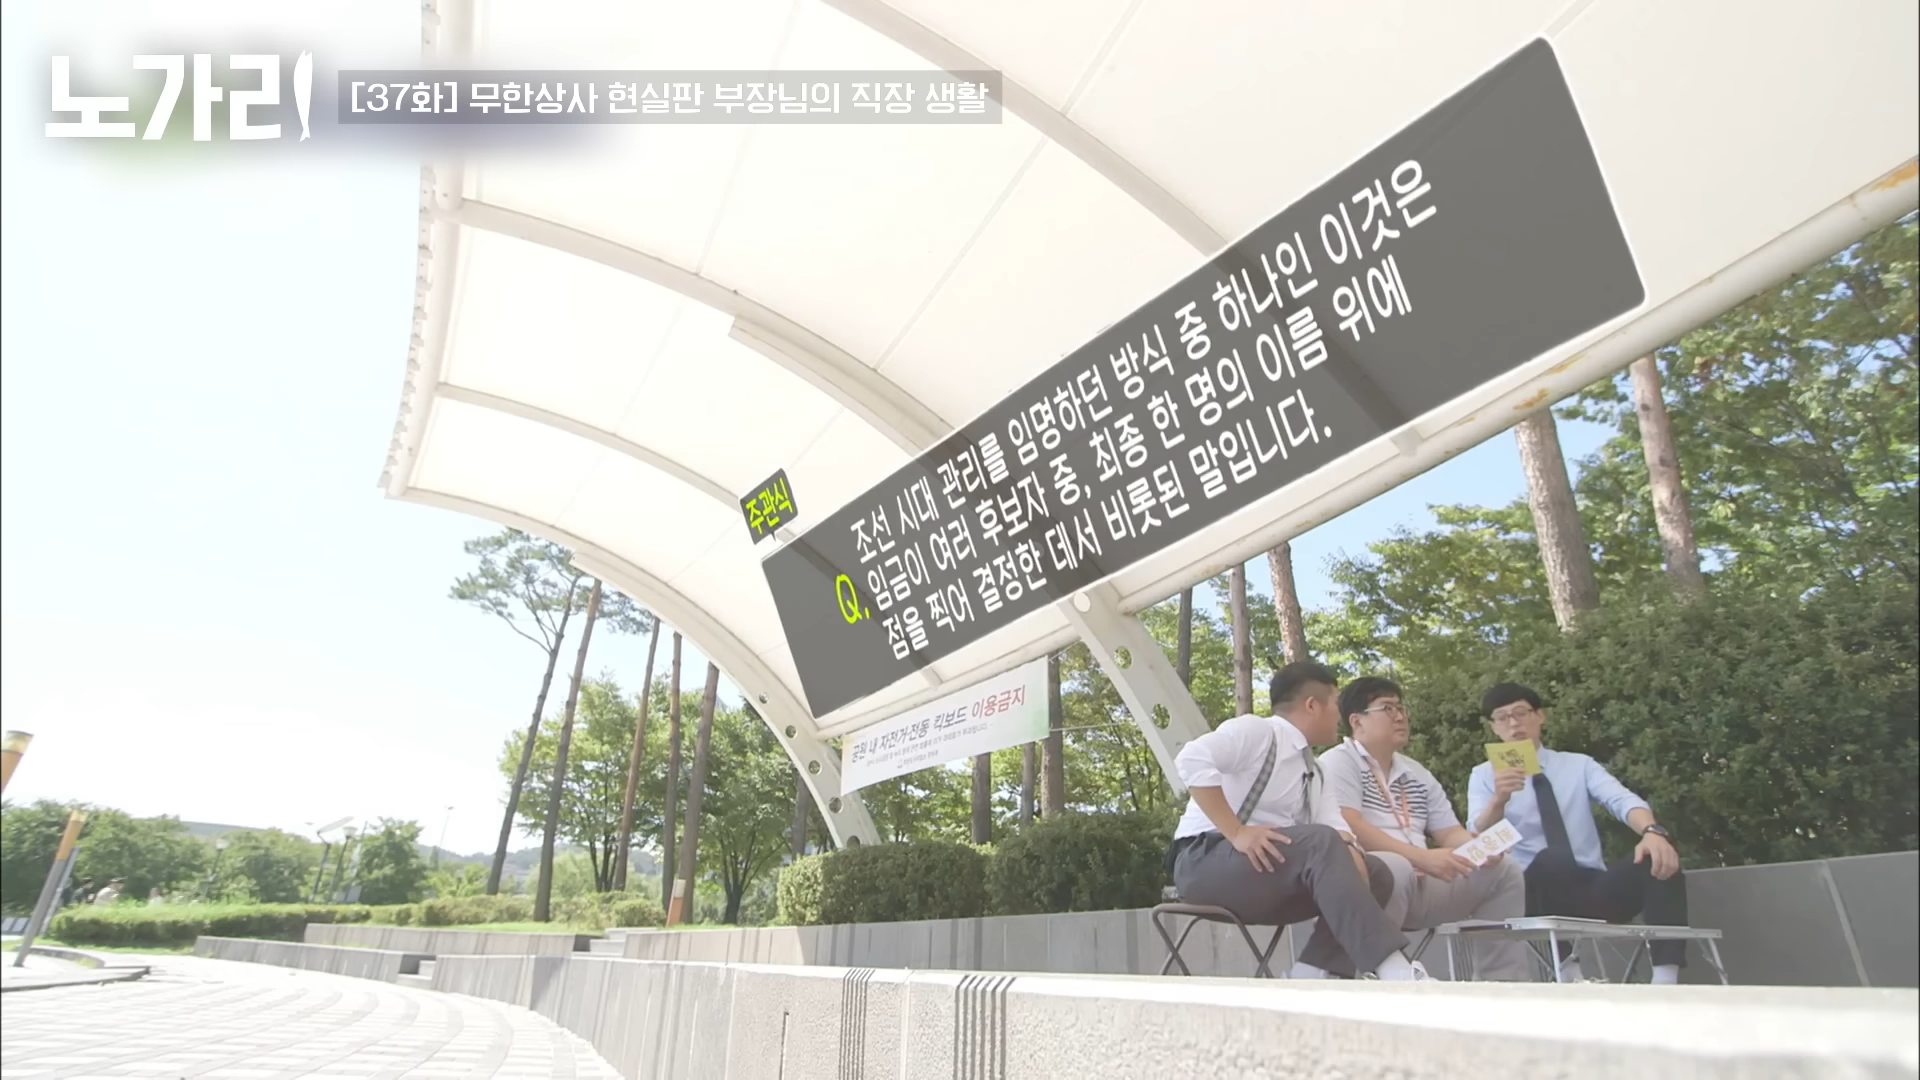 노가리
[37화] 무한상사 현실판 부장님의 직장 생활
주관식
Q. 조선 시대 관리를 임명하던 방식 중 하나인 이것은
임금이 여러 후보자 중, 최종 한 명의 이름 위에
점을 찍어 결정한 데서 비롯된 말입니다.
공원 내 자전거·전동 킥보드 이용금지